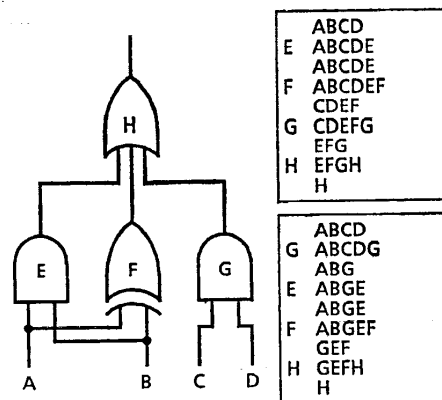 H
E
F
G
A B C D
ABCD
E ABCDE
ABCDE
F ABCDEF
CDEF
G CDEFG
EFG
H EFGH
H
ABCD
G ABCDG
ABG
E ABGE
ABGE
F ABGEF
GEF
H GEFH
H